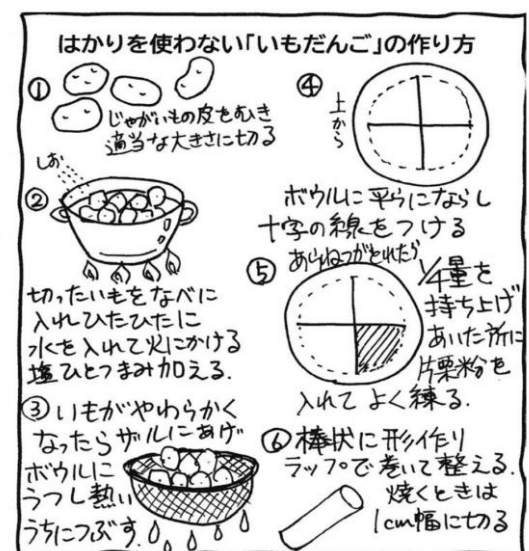 はかりを使わない「いもだんご」の作り方
①
じゃがいもの皮をむき
適当な大きさに切る
しお
②
切ったいもをなべに
入れひたひたに
水を入れて火にかける
塩ひとつまみ加える.
③いもがやわらかく
なったらザルにあげ
ボウルに
うつし熱い
うちにつぶす.
④
上から
ボウルに平らにならし
十字の線をつける
あらねつがとれたら
⑤
1/4量を
持ち上げ
あいた所に
片栗粉を
入れてよく練る.
⑥棒状に形作り
ラップで巻いて整える.
焼くときは
1cm幅に切る